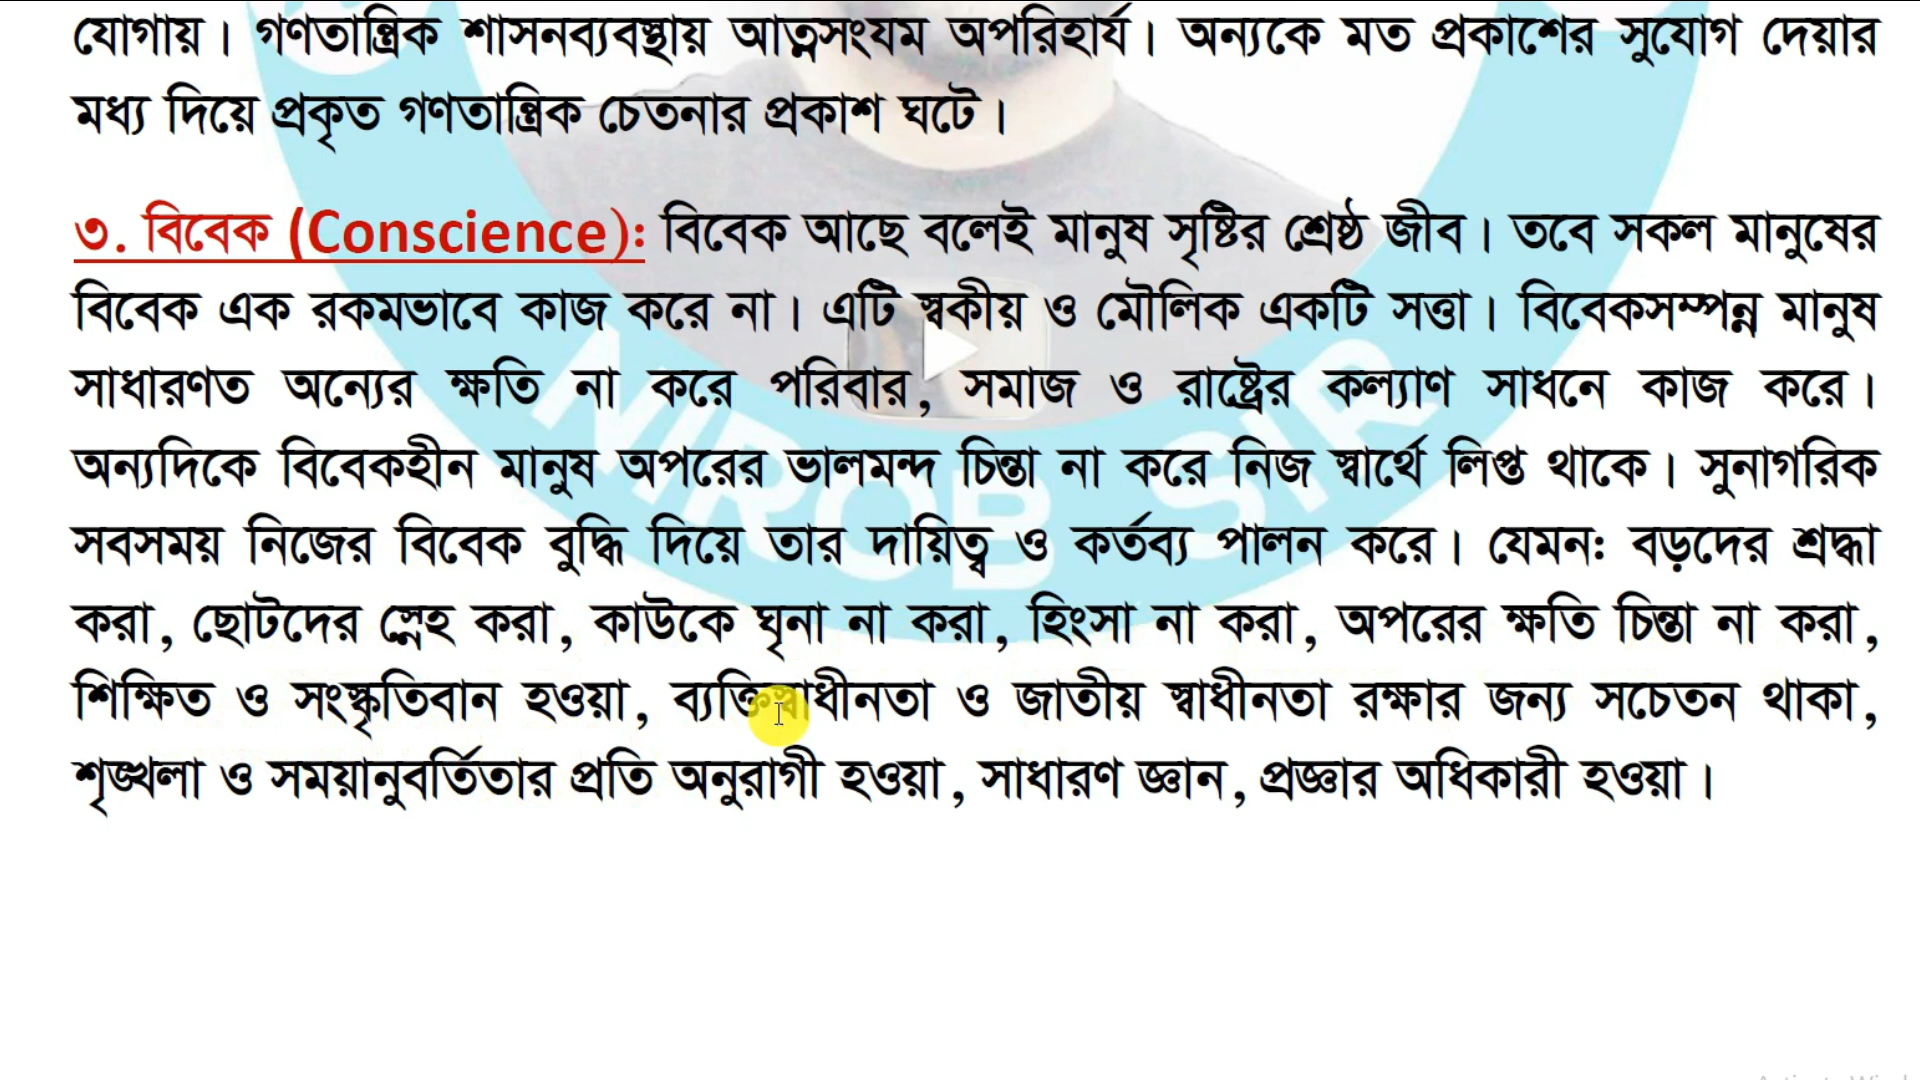 যোগায়। গণতান্ত্রিক শাসনব্যবস্থায় আত্নসংযম অপরিহার্য। অন্যকে মত প্রকাশের সুযোগ দেয়ার
মধ্য দিয়ে প্রকৃত গণতান্ত্রিক চেতনার প্রকাশ ঘটে।
৩. বিবেক (Conscience): বিবেক আছে বলেই মানুষ সৃষ্টির শ্রেষ্ঠ জীব। তবে সকল মানুষের
বিবেক এক রকমভাবে কাজ করে না। এটি স্বকীয় ও মৌলিক একটি সত্তা। বিবেকসম্পন্ন মানুষ
সাধারণত অন্যের ক্ষতি না করে পরিবার, সমাজ ও রাষ্ট্রের কল্যাণ সাধনে কাজ করে।
অন্যদিকে বিবেকহীন মানুষ অপরের ভালমন্দ চিন্তা না করে নিজ স্বার্থে লিপ্ত থাকে। সুনাগরিক
সবসময় নিজের বিবেক বুদ্ধি দিয়ে তার দায়িত্ব ও কর্তব্য পালন করে। যেমন: বড়দের শ্রদ্ধা
করা, ছোটদের স্নেহ করা, কাউকে ঘৃনা না করা, হিংসা না করা, অপরের ক্ষতি চিন্তা না করা,
শিক্ষিত ও সংস্কৃতিবান হওয়া, ব্যক্তিস্বাধীনতা ও জাতীয় স্বাধীনতা রক্ষার জন্য সচেতন থাকা,
শৃঙ্খলা ও সময়ানুবর্তিতার প্রতি অনুরাগী হওয়া, সাধারণ জ্ঞান, প্রজ্ঞার অধিকারী হওয়া।
NIROB SIR